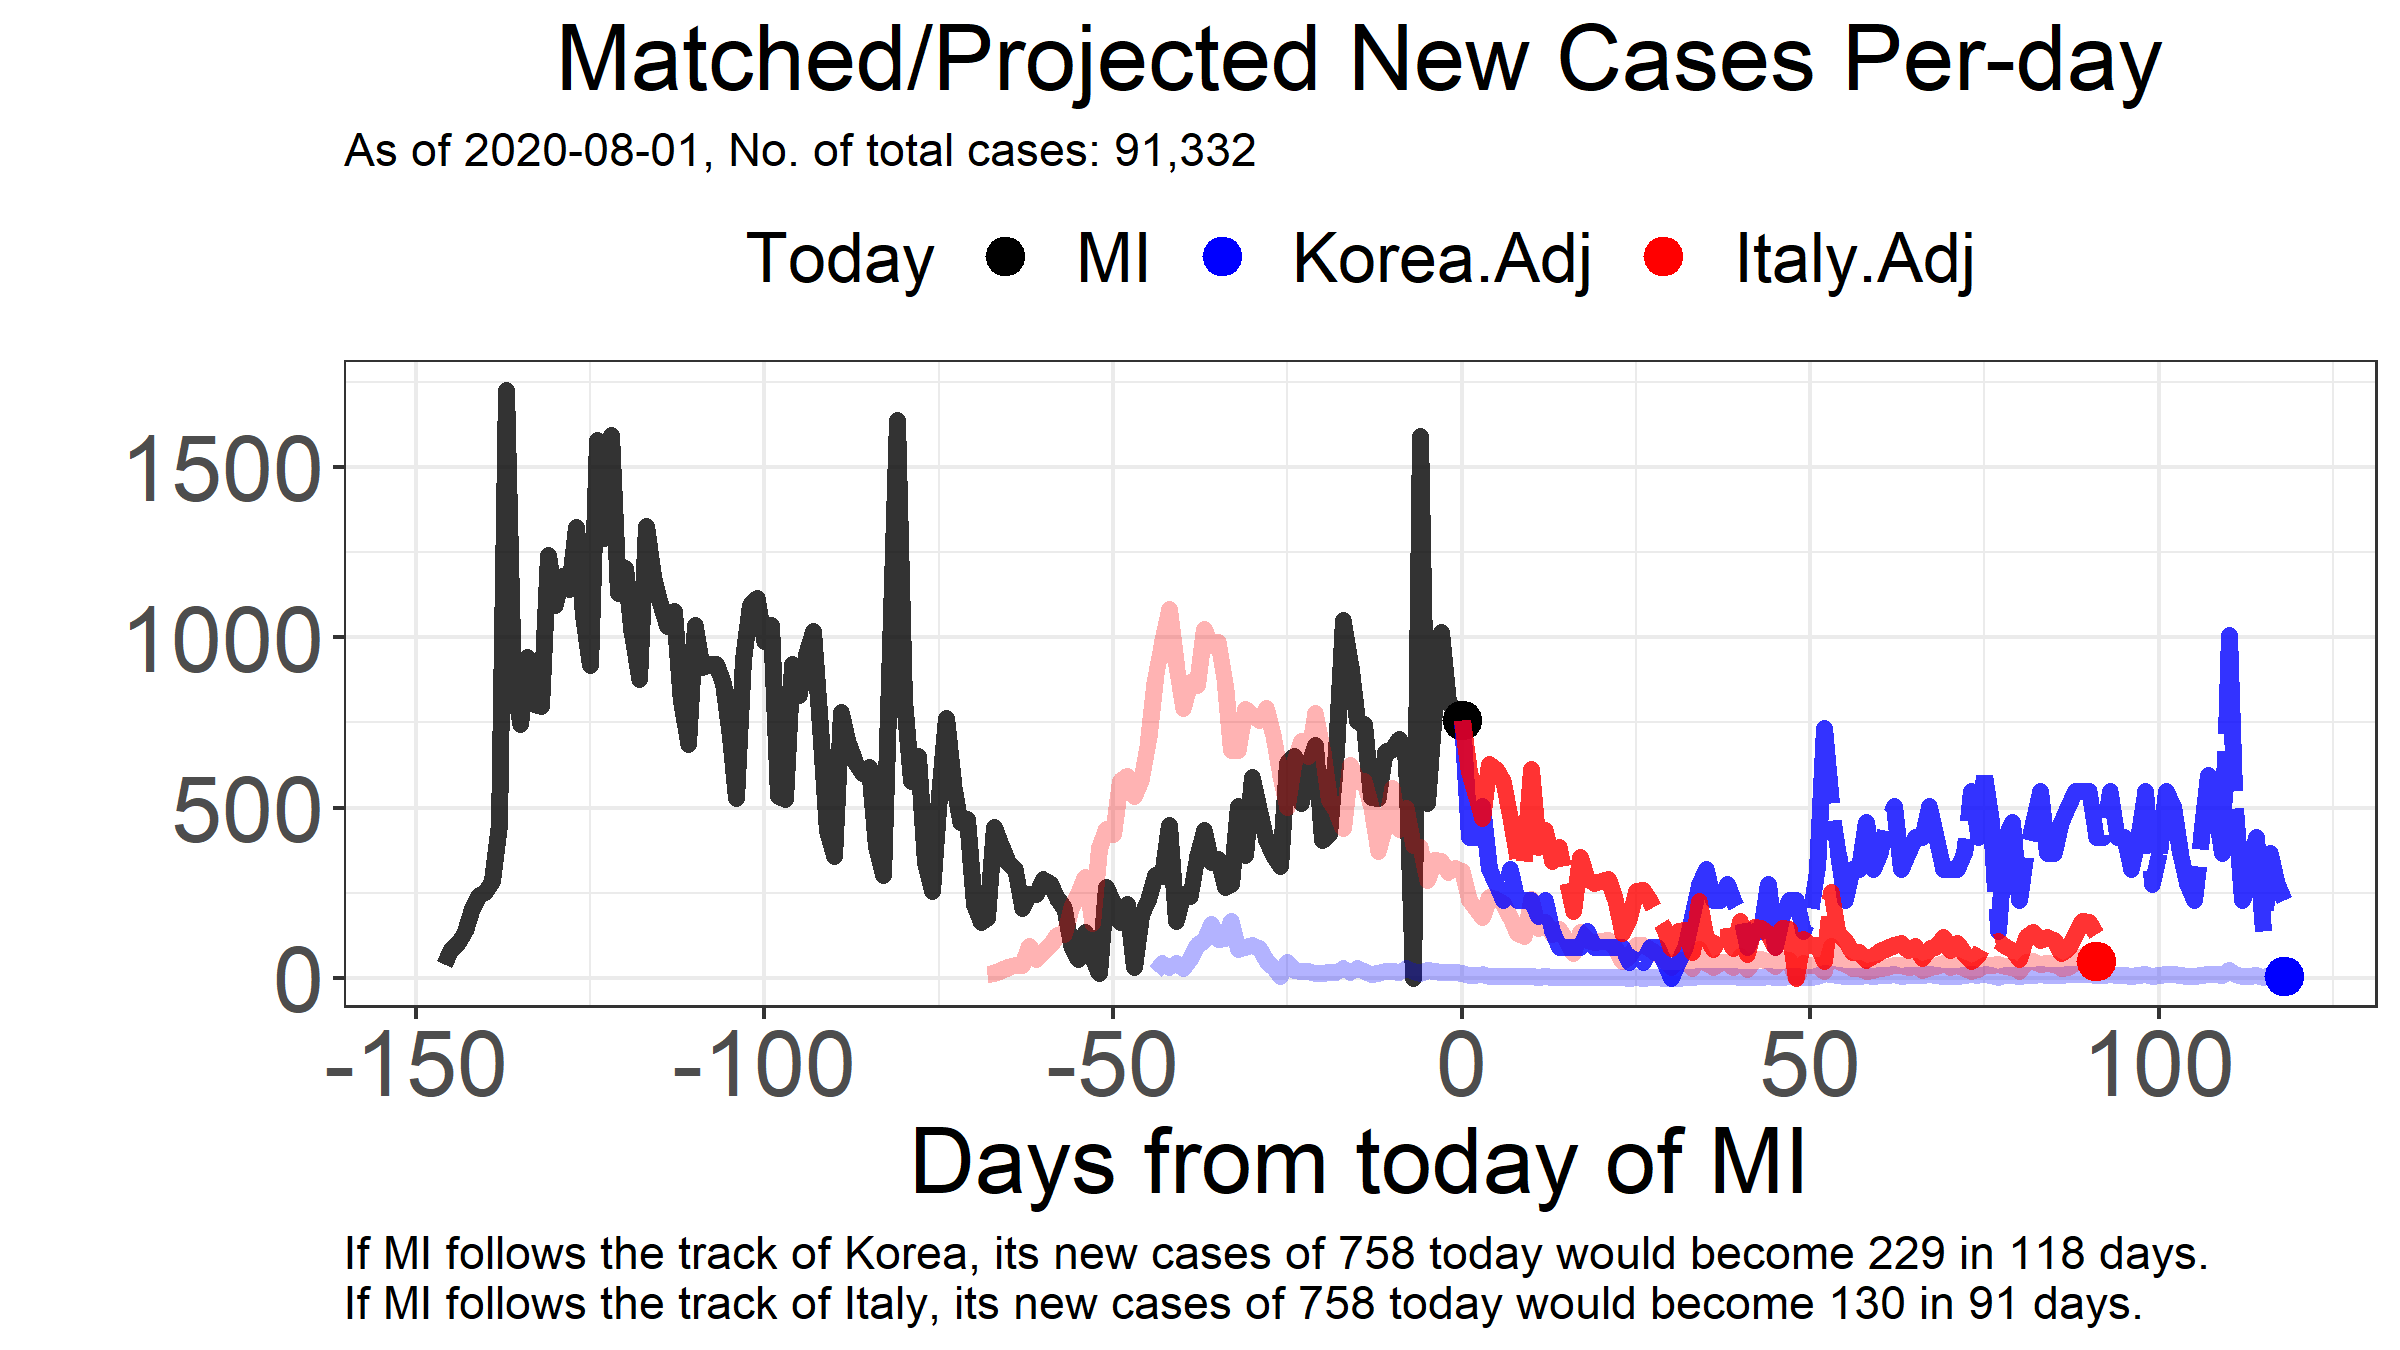 Matched/Projected New Cases Per-day
As of 2020-08-01, No. of total cases: 91,332
Today MI Korea.Adj Italy.Adj
1500
1000
500
0
-150 -100 -50 0 50 100
Days from today of MI
If MI follows the track of Korea, its new cases of 758 today would become 229 in 118 days.
If MI follows the track of Italy, its new cases of 758 today would become 130 in 91 days.